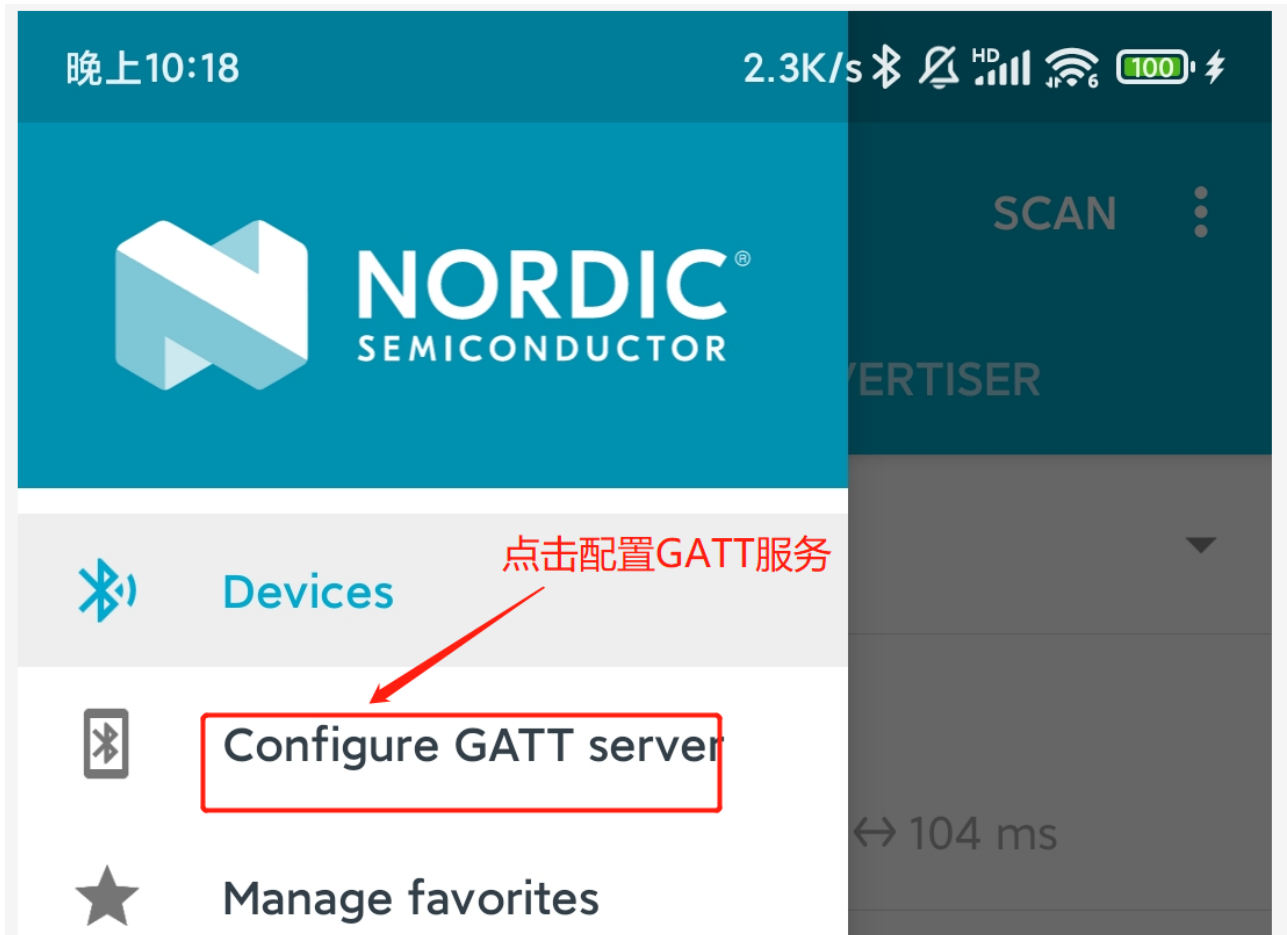 晚上10:18
2.3K/s
HD
6
100
SCAN
NORDIC®
SEMICONDUCTOR
VERTISER
点击配置GATT服务
Devices
Configure GATT server
104 ms
Manage favorites